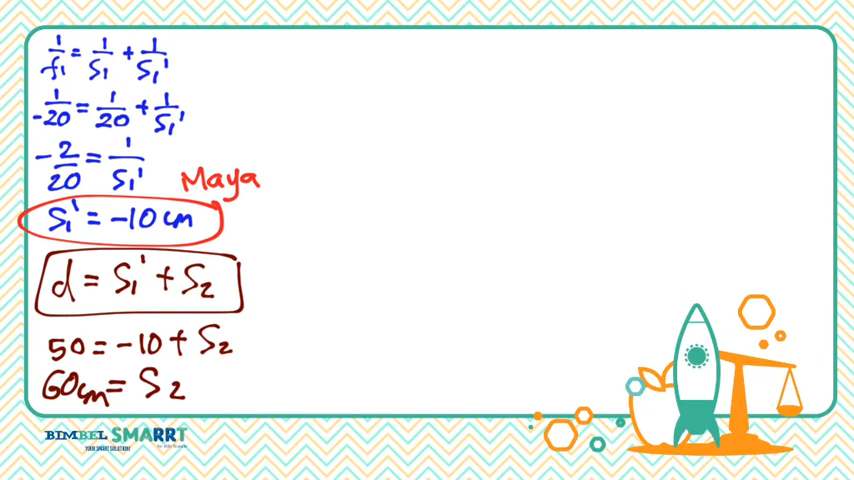 1/f₁ = 1/S₁ + 1/S₁'
1/-20 = 1/20 + 1/S₁'
-2/20 = 1/S₁'
Maya
S₁' = -10 cm
d = S₁' + S₂
50 = -10 + S₂
60cm = S₂
BIMBEL SMARRT
YOUR SMART SOLUTION!